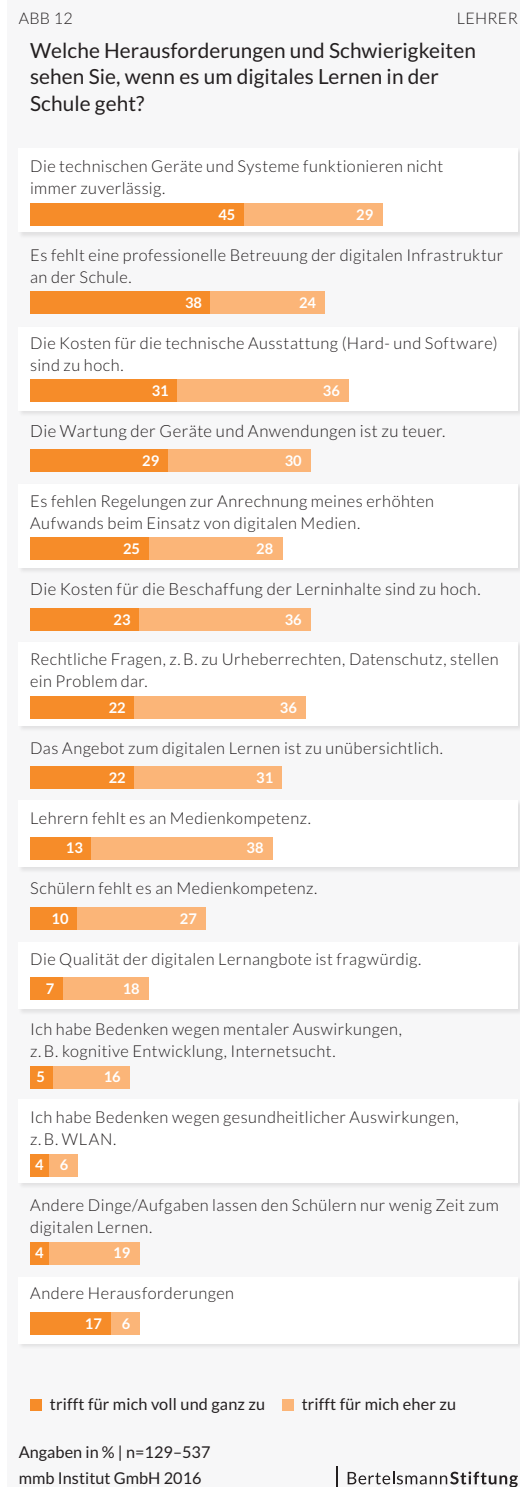 ABB 12 LEHRER
Welche Herausforderungen und Schwierigkeiten
sehen Sie, wenn es um digitales Lernen in der
Schule geht?
Die technischen Geräte und Systeme funktionieren nicht
immer zuverlässig.
45 29
Es fehlt eine professionelle Betreuung der digitalen Infrastruktur
an der Schule.
38 24
Die Kosten für die technische Ausstattung (Hard- und Software)
sind zu hoch.
31 36
Die Wartung der Geräte und Anwendungen ist zu teuer.
29 30
Es fehlen Regelungen zur Anrechnung meines erhöhten
Aufwands beim Einsatz von digitalen Medien.
25 28
Die Kosten für die Beschaffung der Lerninhalte sind zu hoch.
23 36
Rechtliche Fragen, z. B. zu Urheberrechten, Datenschutz, stellen
ein Problem dar.
22 36
Das Angebot zum digitalen Lernen ist zu unübersichtlich.
22 31
Lehrern fehlt es an Medienkompetenz.
13 38
Schülern fehlt es an Medienkompetenz.
10 27
Die Qualität der digitalen Lernangbote ist fragwürdig.
7 18
Ich habe Bedenken wegen mentaler Auswirkungen,
z. B. kognitive Entwicklung, Internetsucht.
5 16
Ich habe Bedenken wegen gesundheitlicher Auswirkungen,
z. B. WLAN.
4 6
Andere Dinge/Aufgaben lassen den Schülern nur wenig Zeit zum
digitalen Lernen.
4 19
Andere Herausforderungen
17 6
trifft für mich voll und ganz zu trifft für mich eher zu
Angaben in % | n=129–537
mmb Institut GmbH 2016 BertelsmannStiftung